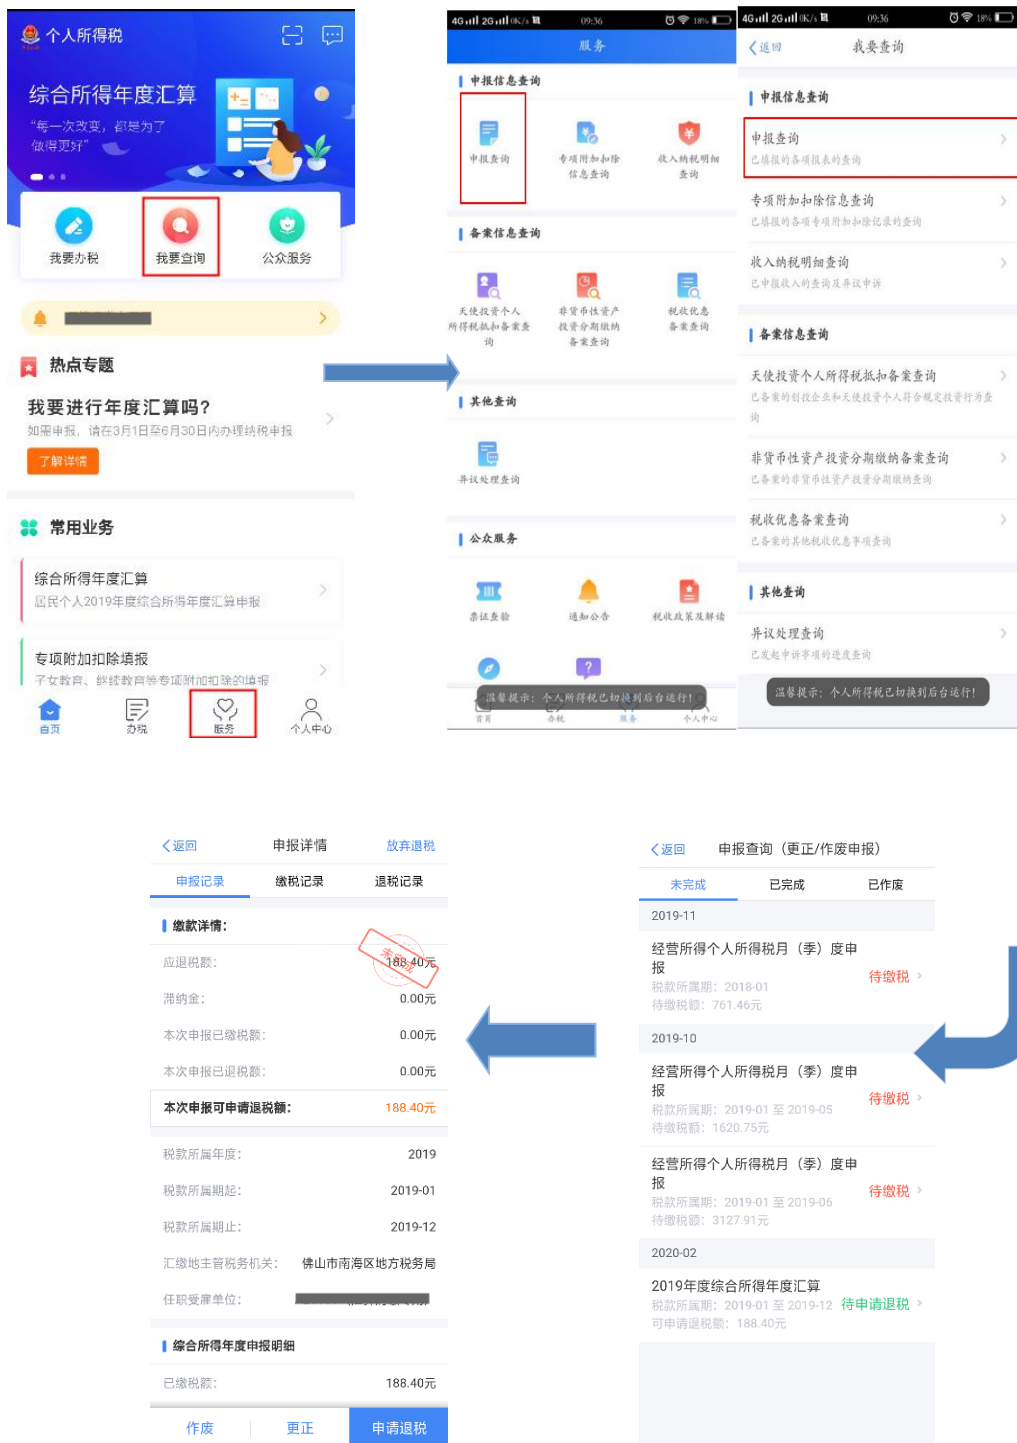 个人所得税
综合所得年度汇算
“每一次改变，都是为了
做得更好”
我要办税
我要查询
公众服务
热点专题
我要进行年度汇算吗?
如需申报，请在3月1日至6月30日内办理纳税申报
了解详情
常用业务
综合所得年度汇算
居民个人2019年度综合所得年度汇算申报
专项附加扣除填报
子女教育、继续教育等专项附加扣除的填报
首页
办税
服务
个人中心
4G 2G 0K/s 09:36 18%
服务
申报信息查询
申报查询
专项附加扣除
信息查询
收入纳税明细
查询
备案信息查询
天使投资个人
所得税抵扣备案查
询
非货币性资产
投资分期缴纳
备案查询
税收优惠
备案查询
其他查询
异议处理查询
公众服务
票证查验
通知公告
税收政策及解读
温馨提示：个人所得税已切换到后台运行！
首页
办税
服务
个人中心
4G 2G 0K/s 09:36 18%
返回
我要查询
申报信息查询
申报查询
已填报的各项报表的查询
专项附加扣除信息查询
已填报的各项专项附加扣除记录的查询
收入纳税明细查询
已申报收入的查询及异议申诉
备案信息查询
天使投资个人所得税抵扣备案查询
已备案的创投企业和天使投资个人符合规定投资行为查
询
非货币性资产投资分期缴纳备案查询
已备案的非货币性资产投资分期缴纳查询
税收优惠备案查询
已备案的其他税收优惠事项查询
其他查询
异议处理查询
已发起申诉事项的进度查询
温馨提示：个人所得税已切换到后台运行！
返回
申报详情
放弃退税
申报记录
缴税记录
退税记录
缴款详情：
未完成
应退税额： 188.40元
滞纳金： 0.00元
本次申报已缴税额： 0.00元
本次申报已退税额： 0.00元
本次申报可申请退税额： 188.40元
税款所属年度： 2019
税款所属期起： 2019-01
税款所属期止： 2019-12
汇缴地主管税务机关： 佛山市南海区地方税务局
任职受雇单位：
综合所得年度申报明细
已缴税额： 188.40元
作废
更正
申请退税
返回
申报查询（更正/作废申报）
未完成
已完成
已作废
2019-11
经营所得个人所得税月（季）度申
报
税款所属期：2018-01
待缴税额：761.46元
待缴税
2019-10
经营所得个人所得税月（季）度申
报
税款所属期：2019-01 至 2019-05
待缴税额：1620.75元
待缴税
经营所得个人所得税月（季）度申
报
税款所属期：2019-01 至 2019-06
待缴税额：3127.91元
待缴税
2020-02
2019年度综合所得年度汇算
税款所属期：2019-01 至 2019-12
可申请退税额：188.40元
待申请退税